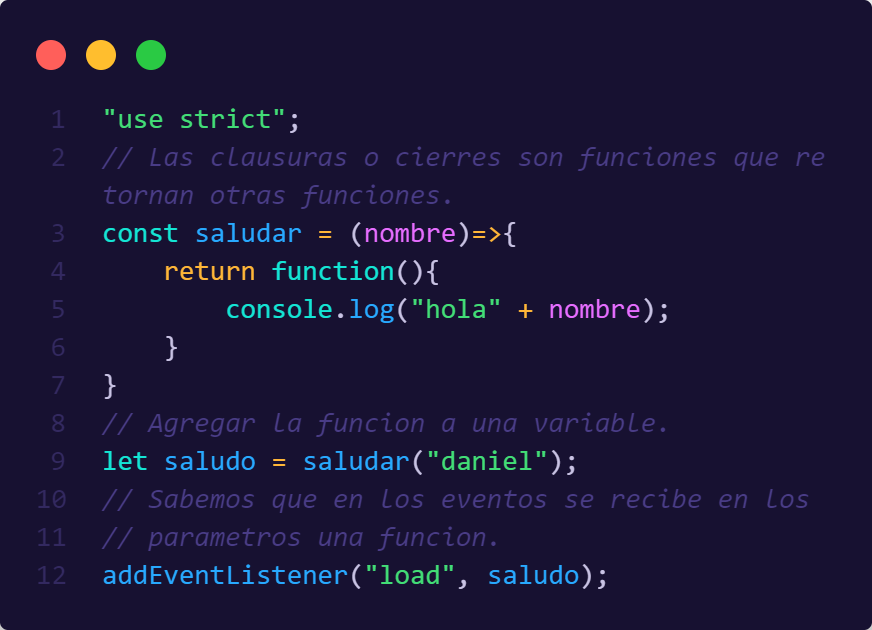 1 "use strict";
2 // Las clausuras o cierres son funciones que re
tornan otras funciones.
3 const saludar = (nombre)=>{
4     return function(){
5         console.log("hola" + nombre);
6     }
7 }
8 // Agregar la funcion a una variable.
9 let saludo = saludar("daniel");
10 // Sabemos que en los eventos se recibe en los
11 // parametros una funcion.
12 addEventListener("load", saludo);